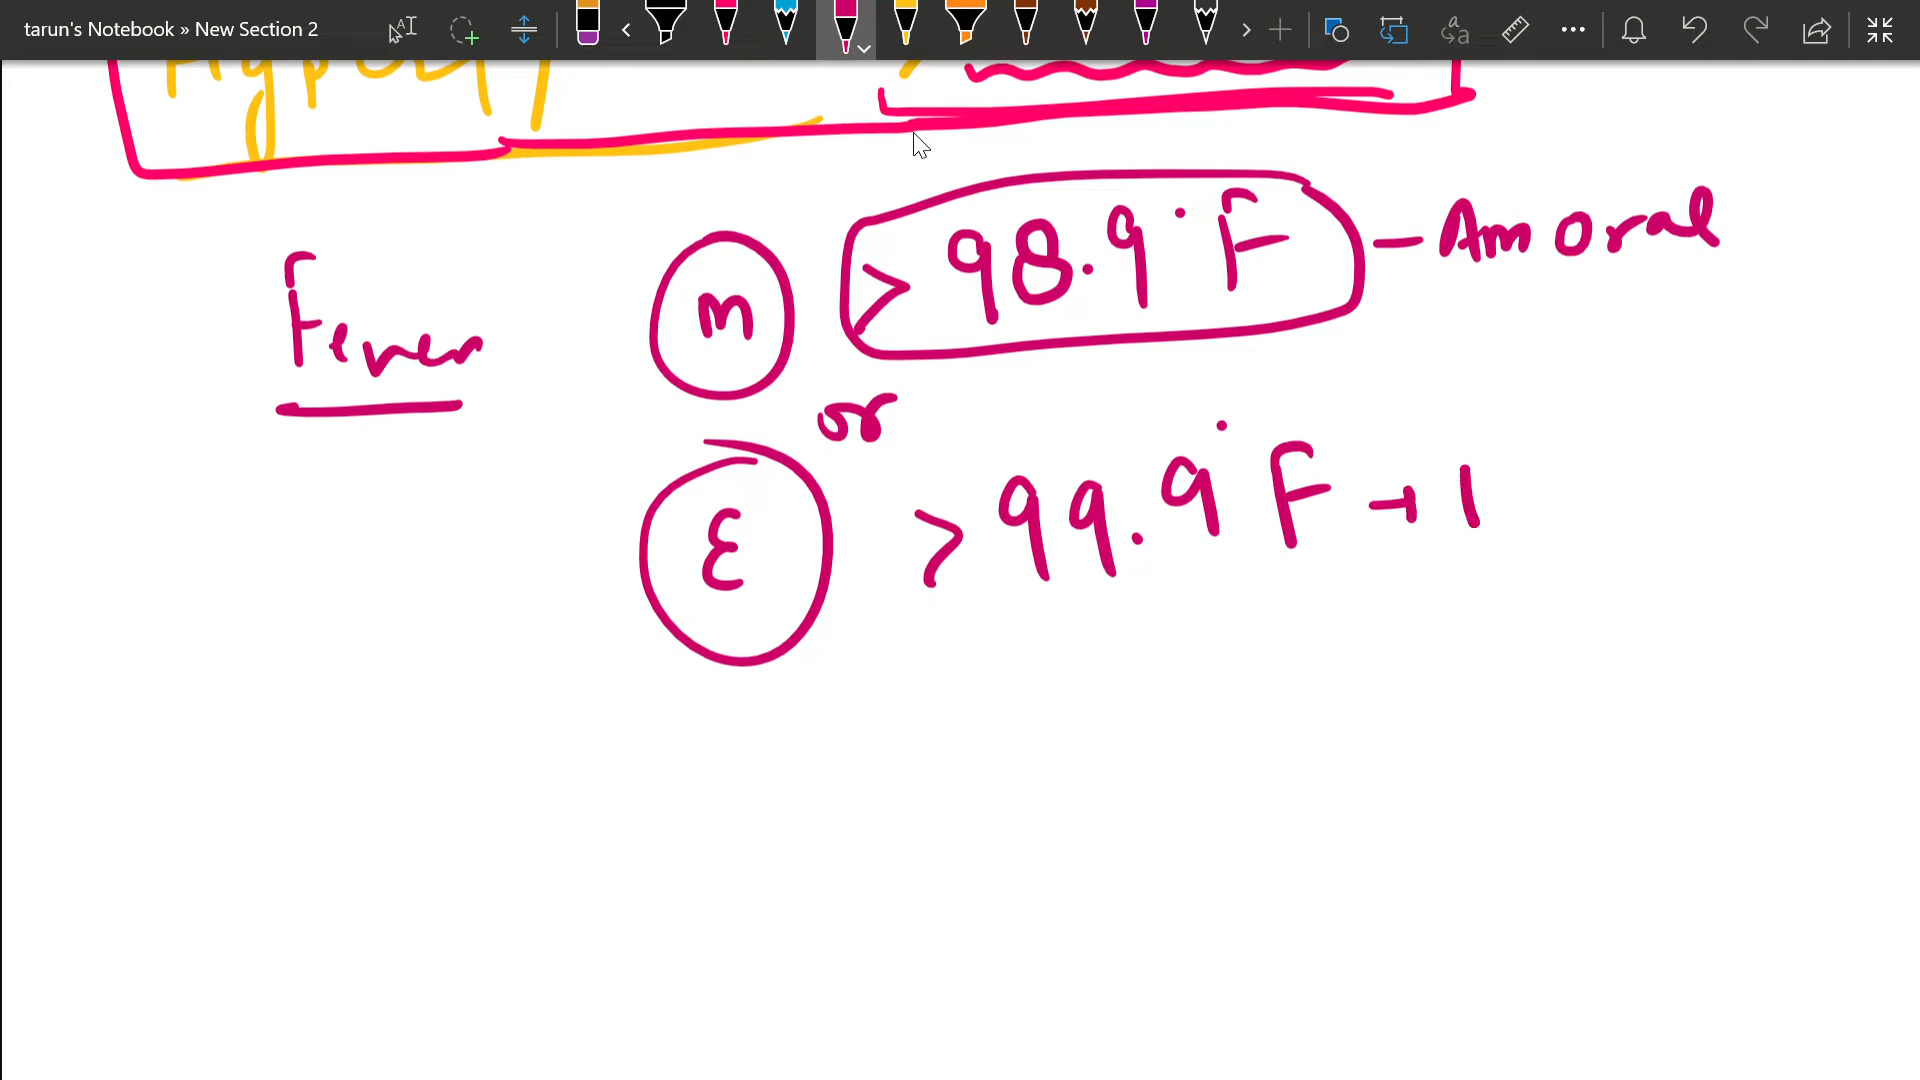 tarun's Notebook » New Section 2
Fever
m > 98.9°F - Am oral
or
E > 99.9°F + 1